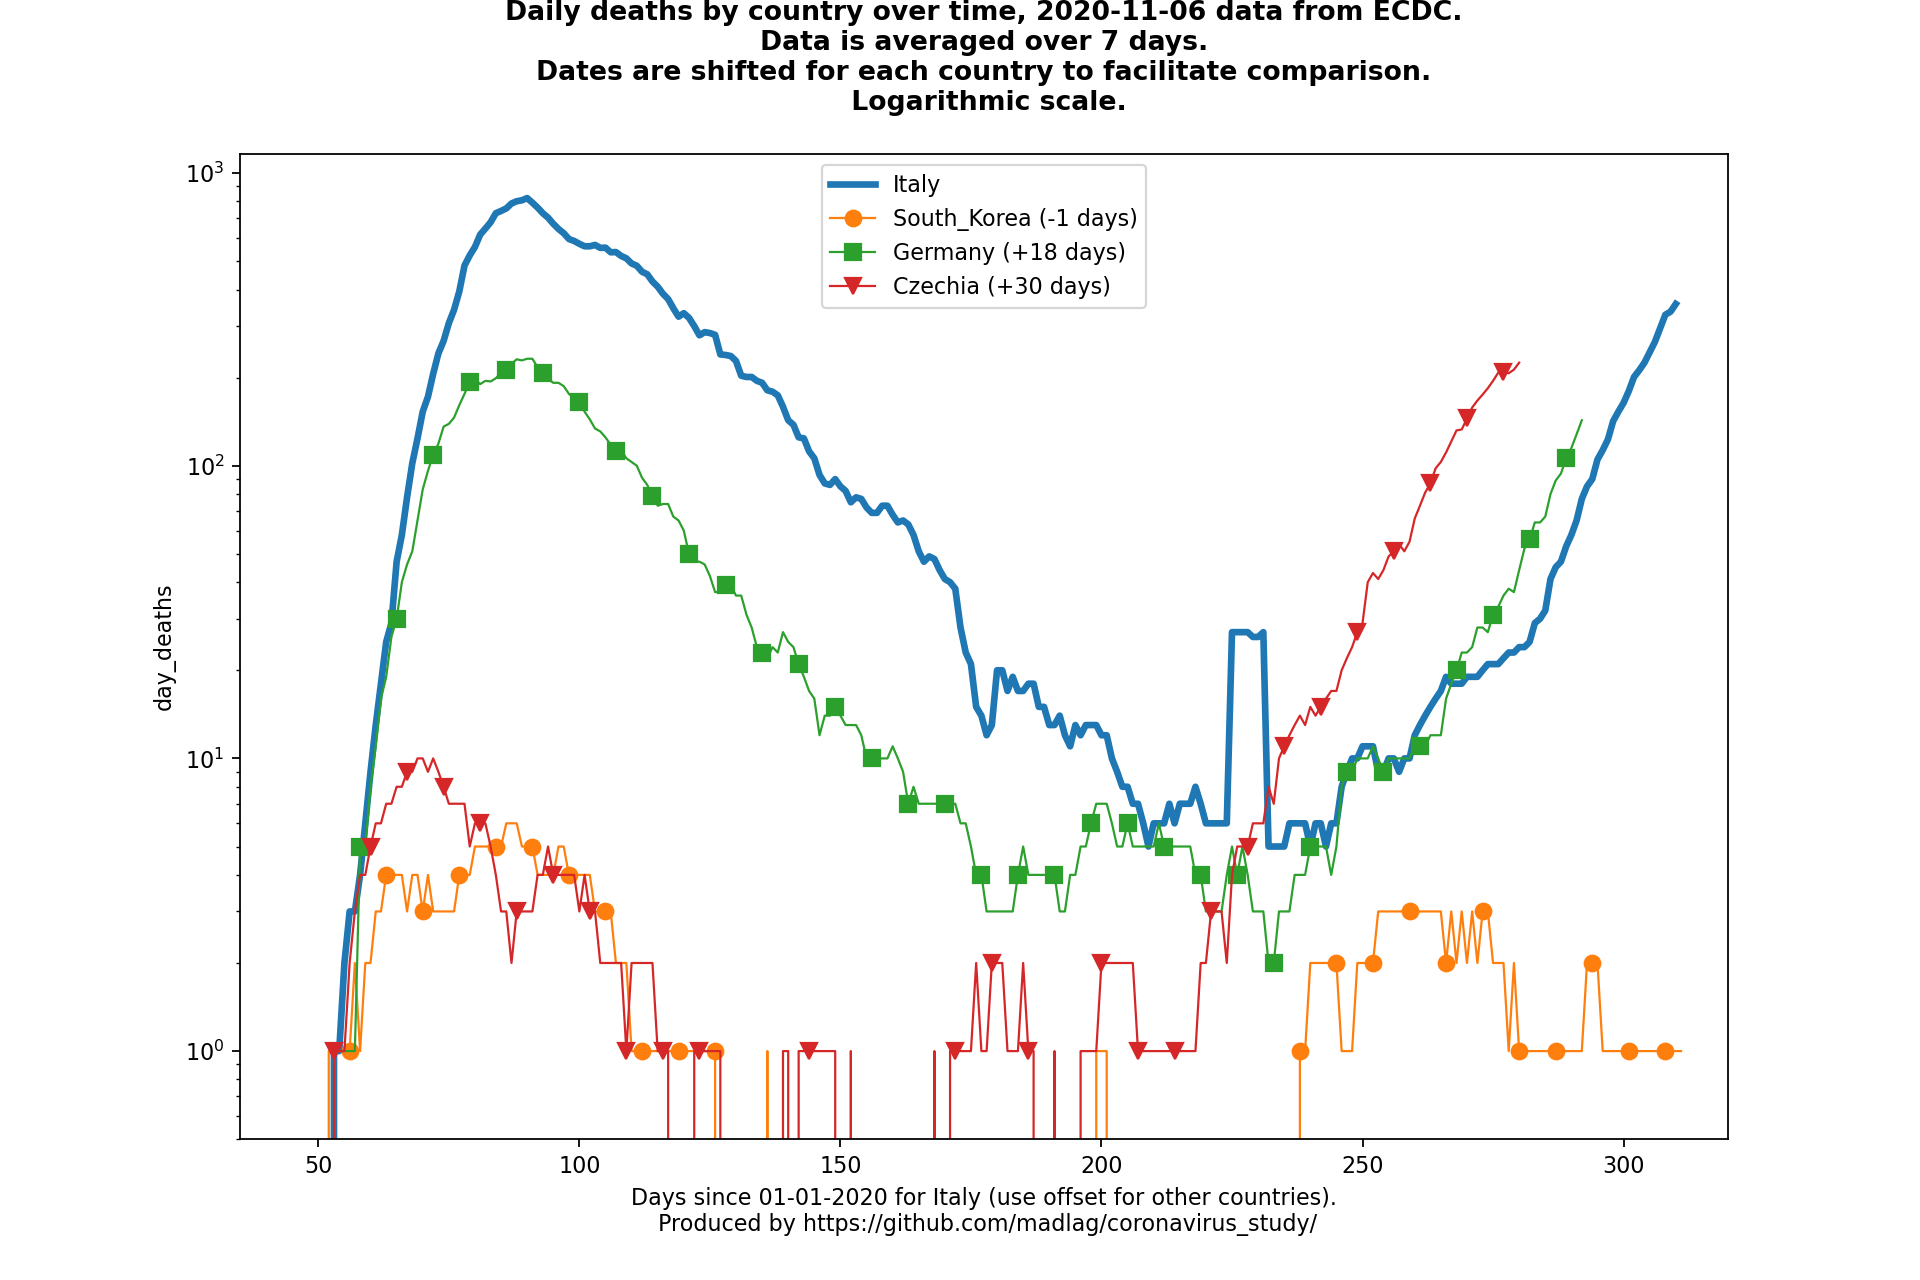 Daily deaths by country over time, 2020-11-06 data from ECDC.
Data is averaged over 7 days.
Dates are shifted for each country to facilitate comparison.
Logarithmic scale.
10³
Italy
South_Korea (-1 days)
Germany (+18 days)
Czechia (+30 days)
10²
day_deaths
10¹
10⁰
50 100 150 200 250 300
Days since 01-01-2020 for Italy (use offset for other countries).
Produced by https://github.com/madlag/coronavirus_study/